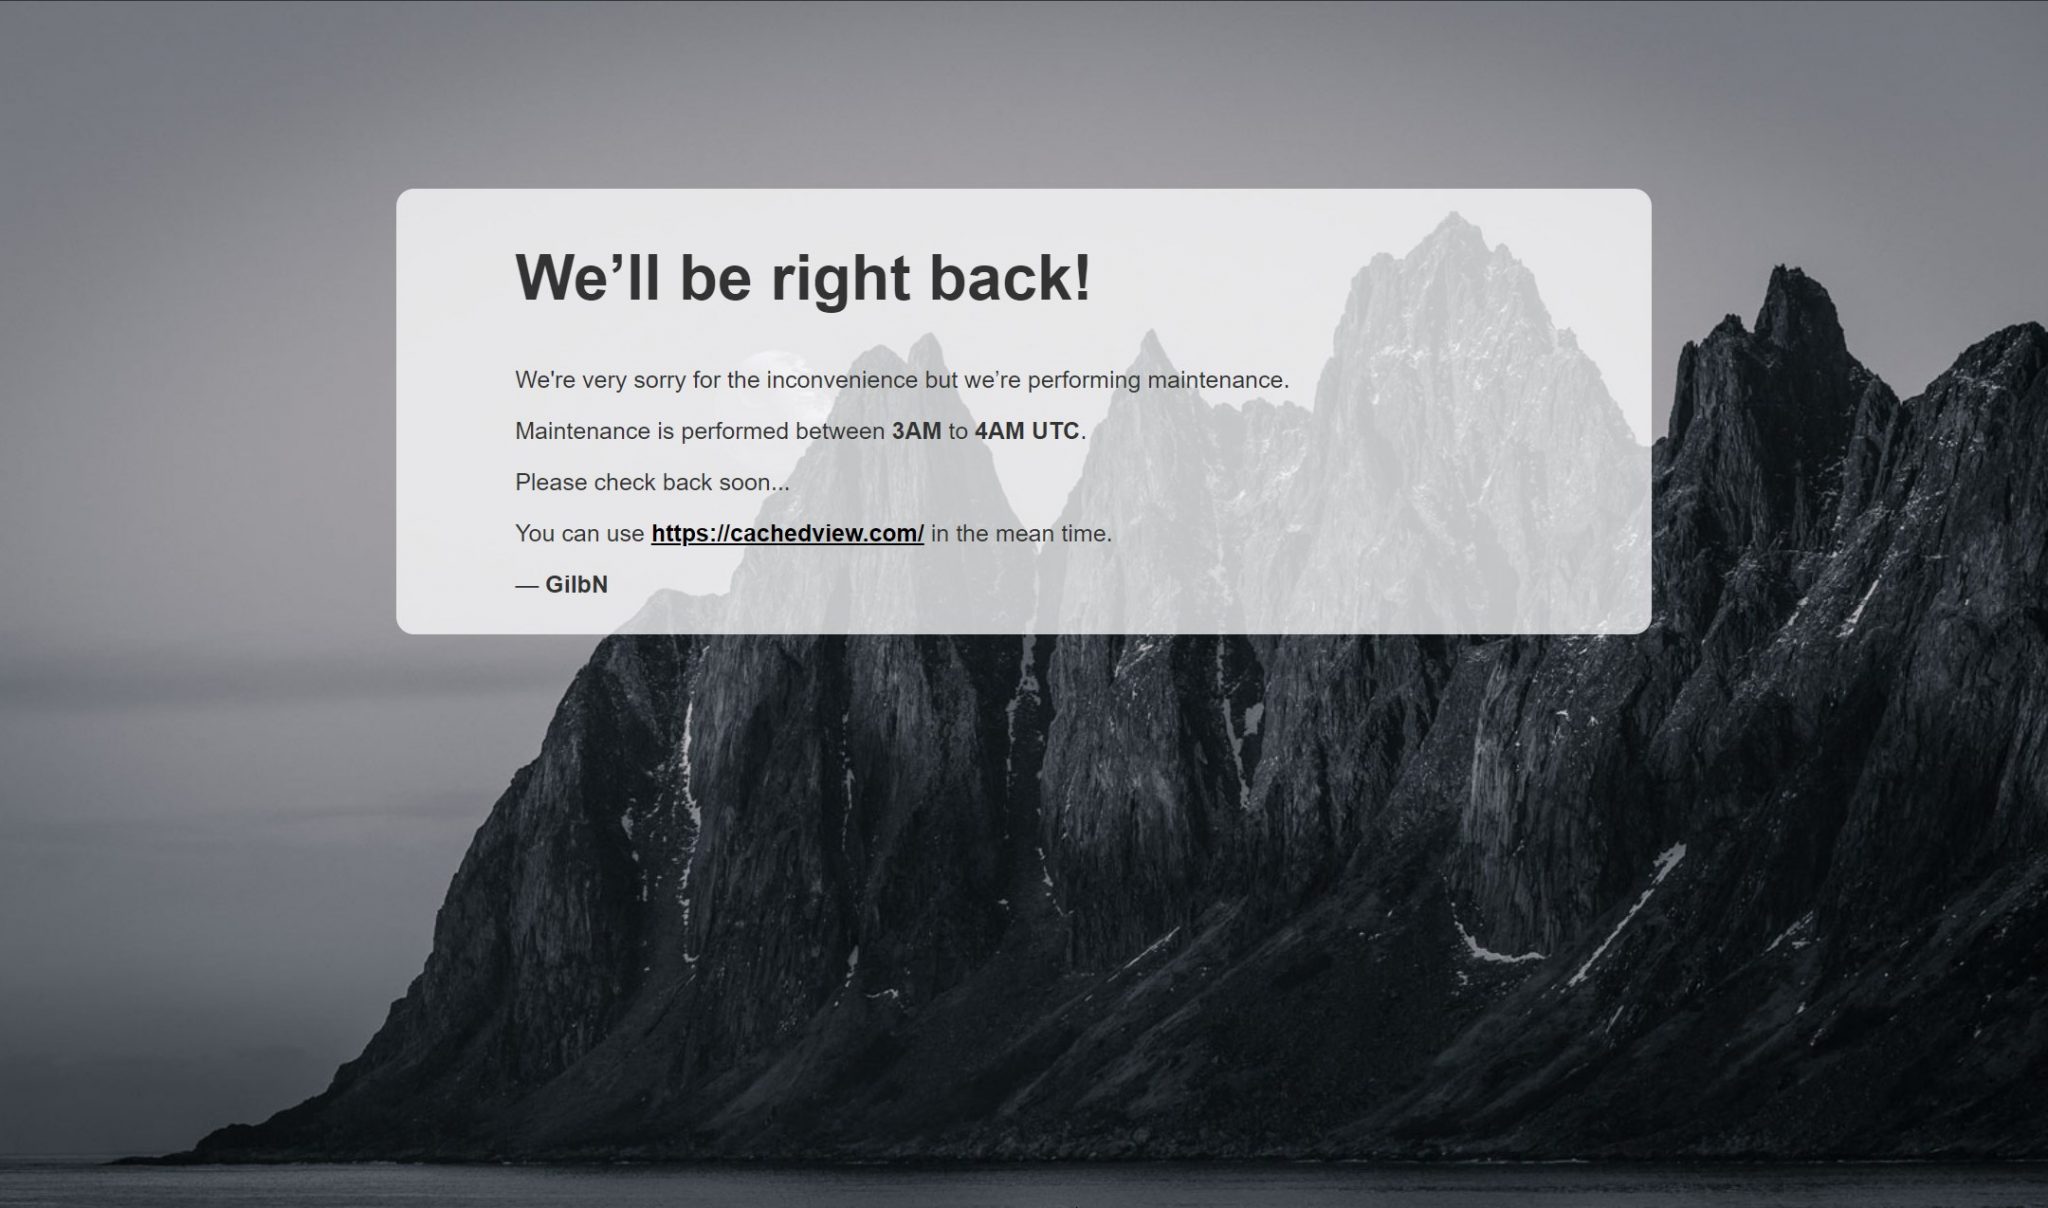 We’ll be right back!
We're very sorry for the inconvenience but we’re performing maintenance.
Maintenance is performed between 3AM to 4AM UTC.
Please check back soon...
You can use https://cachedview.com/ in the mean time.
— GilbN